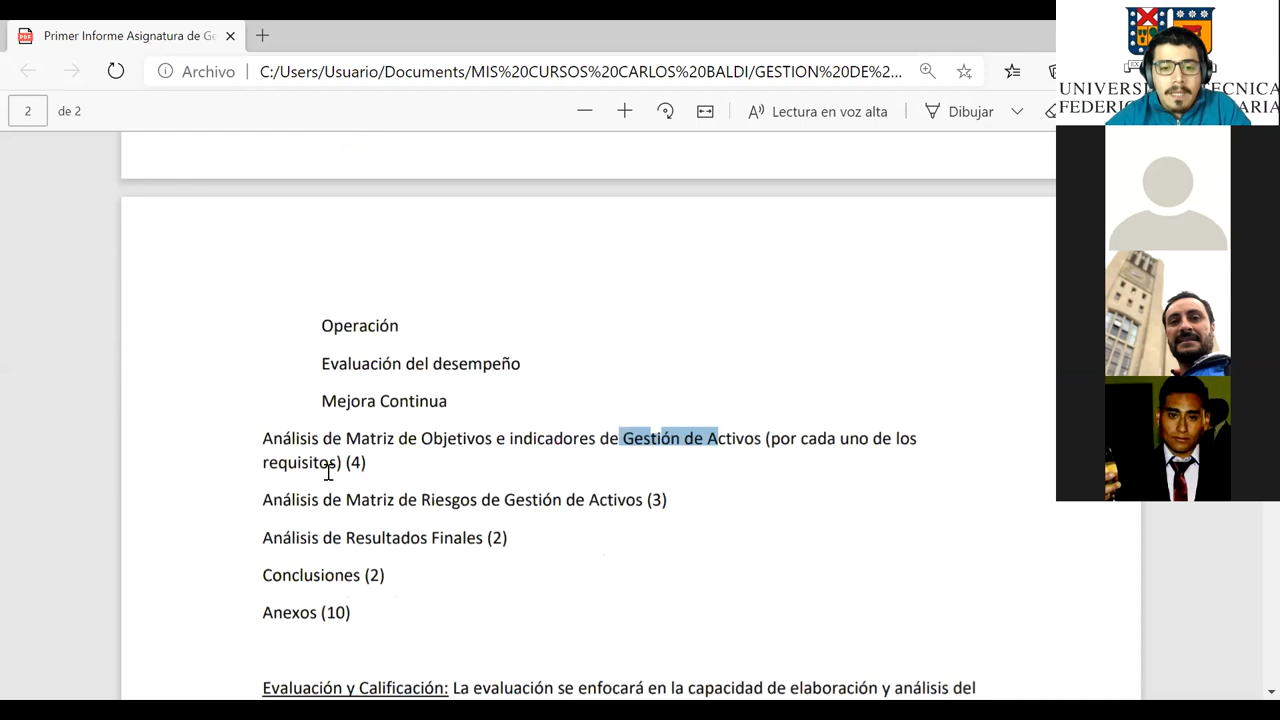 Primer Informe Asignatura de Ge
Archivo
C:/Users/Usuario/Documents/MIS%20CURSOS%20CARLOS%20BALDI/GESTION%20DE%2...
2
de 2
Lectura en voz alta
Dibujar
Operación
Evaluación del desempeño
Mejora Continua
Análisis de Matriz de Objetivos e indicadores de Gestión de Activos (por cada uno de los
requisitos) (4)
Análisis de Matriz de Riesgos de Gestión de Activos (3)
Análisis de Resultados Finales (2)
Conclusiones (2)
Anexos (10)
Evaluación y Calificación: La evaluación se enfocará en la capacidad de elaboración y análisis del